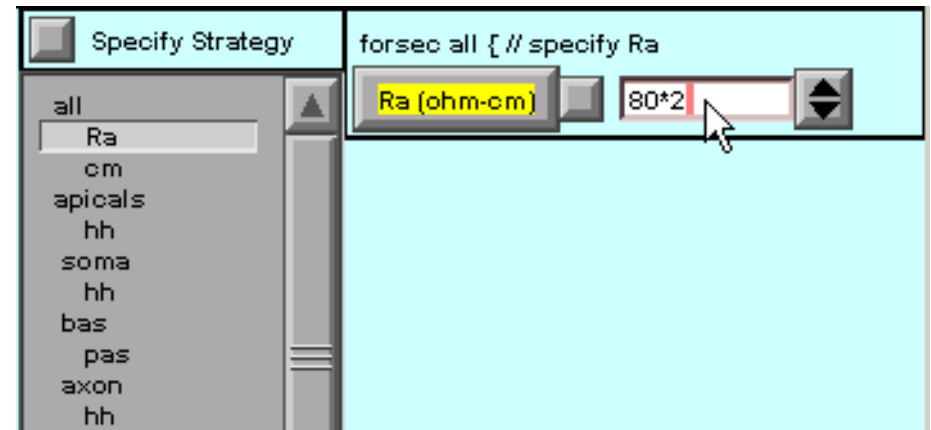 Specify Strategy
forsec all { // specify Ra
Ra (ohm-cm)
80*2
all
Ra
cm
apicals
hh
soma
hh
bas
pas
axon
hh